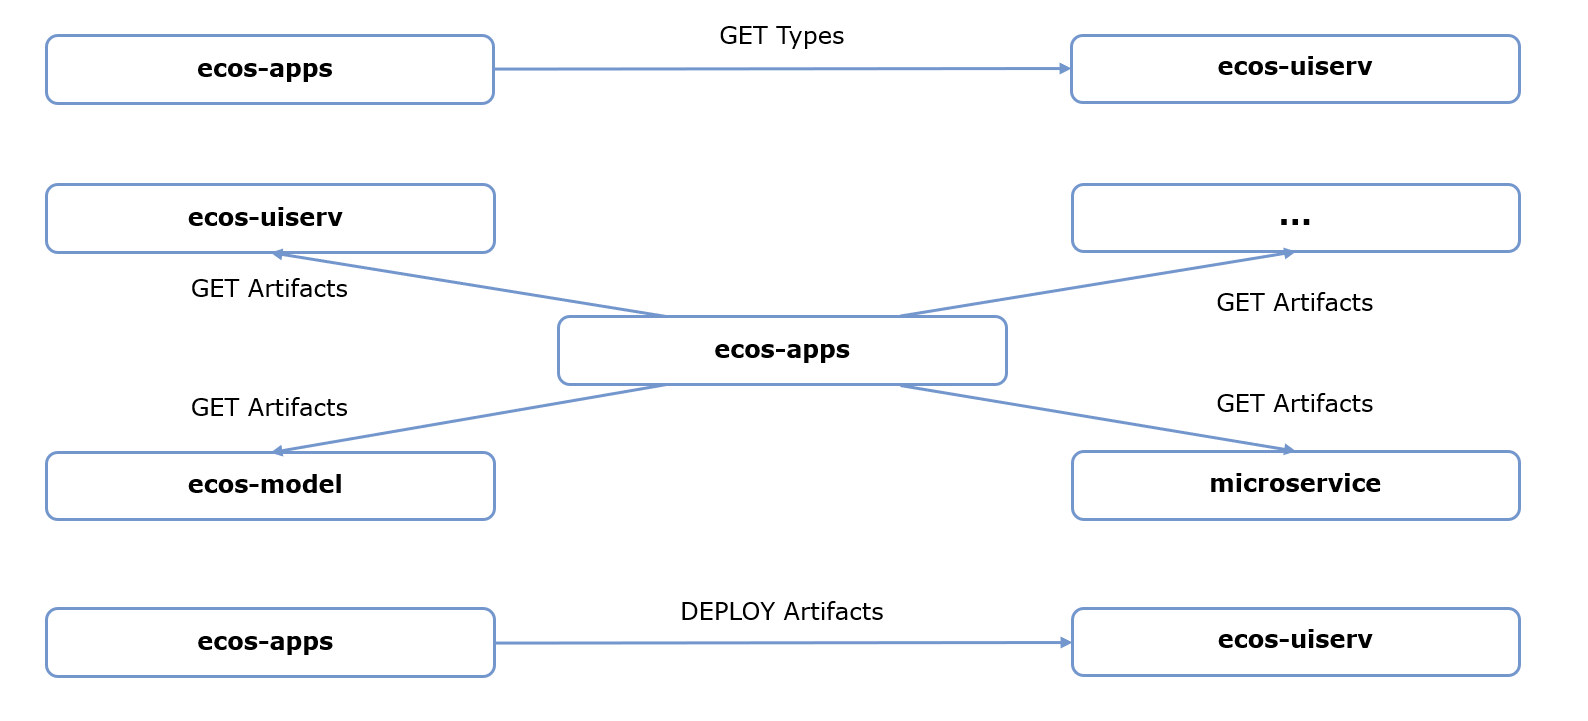 GET Types
ecos-apps
ecos-uiserv
ecos-uiserv
...
GET Artifacts
GET Artifacts
ecos-apps
GET Artifacts
GET Artifacts
ecos-model
microservice
DEPLOY Artifacts
ecos-apps
ecos-uiserv